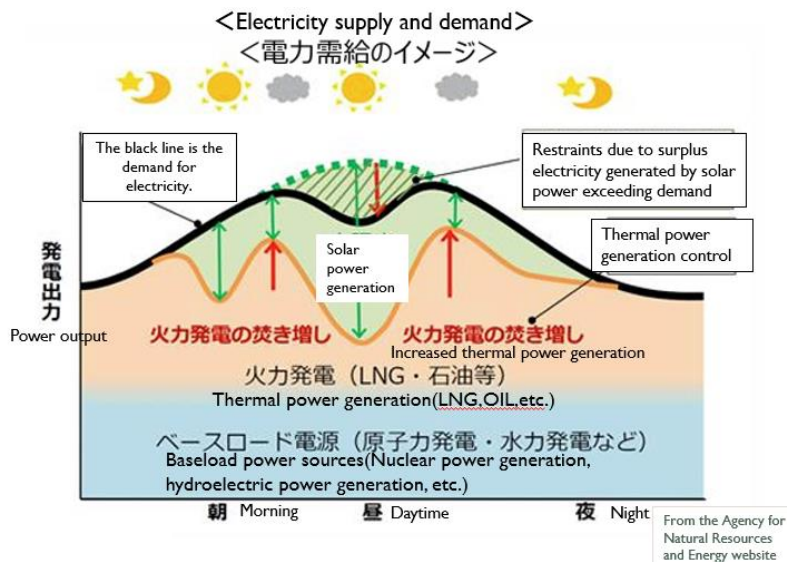 <Electricity supply and demand>
<電力需給のイメージ>
The black line is the
demand for
electricity.
Restraints due to surplus
electricity generated by solar
power exceeding demand
Thermal power
generation control
Solar
power
generation
発電出力
Power output
火力発電の焚き増し
火力発電の焚き増し
Increased thermal power generation
火力発電（LNG・石油等）
Thermal power generation(LNG,OIL,etc.)
ベースロード電源（原子力発電・水力発電など）
Baseload power sources(Nuclear power generation,
hydroelectric power generation, etc.)
朝 Morning
昼 Daytime
夜 Night
From the Agency for
Natural Resources
and Energy website